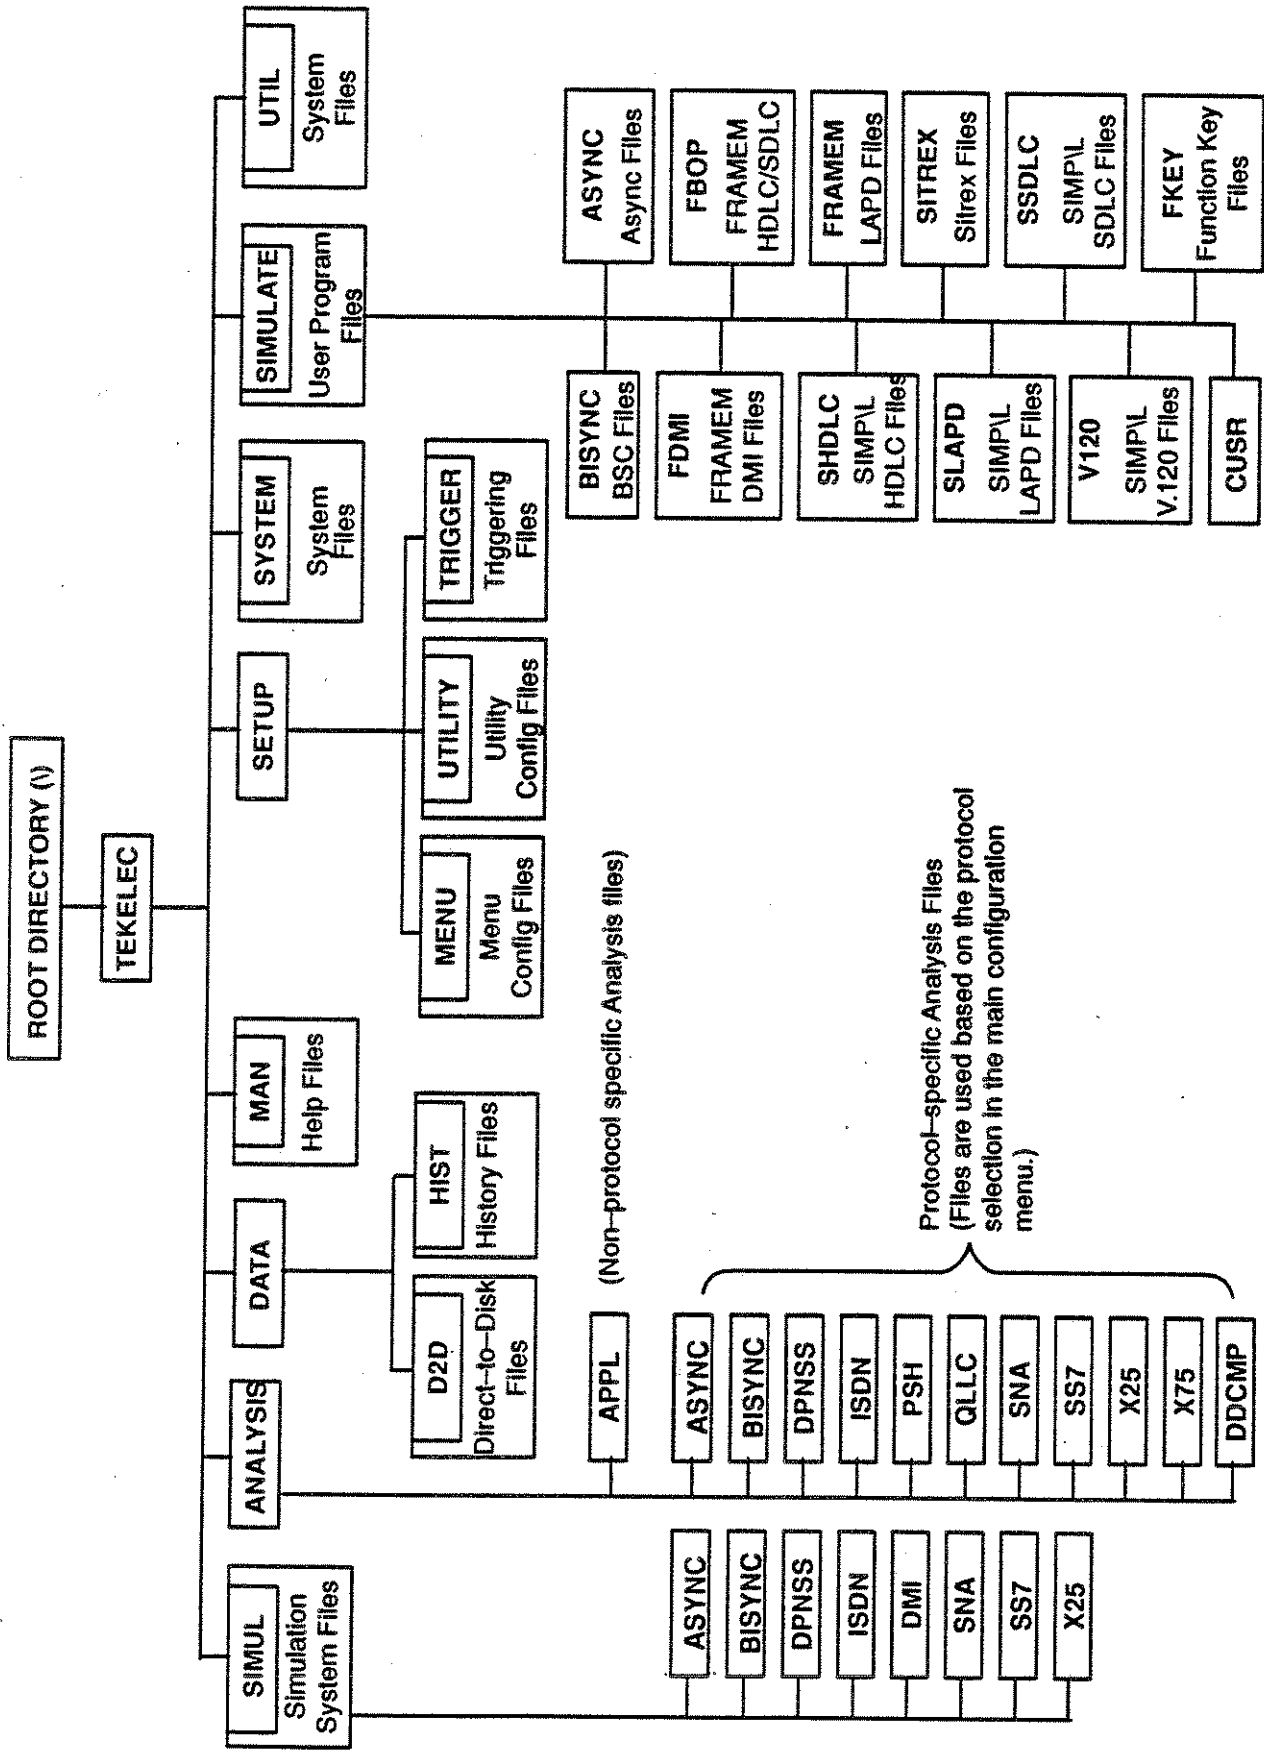 ROOT DIRECTORY (\)
TEKELEC
SIMUL
Simulation
System Files
ANALYSIS
DATA
MAN
Help Files
SETUP
SYSTEM
System
Files
SIMULATE
User Program
Files
UTIL
System
Files
D2D
Direct–to–Disk
Files
HIST
History Files
MENU
Menu
Config Files
UTILITY
Utility
Config Files
TRIGGER
Triggering
Files
ASYNC
BISYNC
DPNSS
ISDN
DMI
SNA
SS7
X25
APPL
(Non–protocol specific Analysis files)
ASYNC
BISYNC
DPNSS
ISDN
PSH
QLLC
SNA
SS7
X25
X75
DDCMP
Protocol–specific Analysis Files
(Files are used based on the protocol
selection in the main configuration
menu.)
BISYNC
BSC Files
FDMI
FRAMEM
DMI Files
SHDLC
SIMP\L
HDLC Files
SLAPD
SIMP\L
LAPD Files
V120
SIMP\L
V.120 Files
CUSR
ASYNC
Async Files
FBOP
FRAMEM
HDLC/SDLC
FRAMEM
LAPD Files
SITREX
Sitrex Files
SSDLC
SIMP\L
SDLC Files
FKEY
Function Key
Files